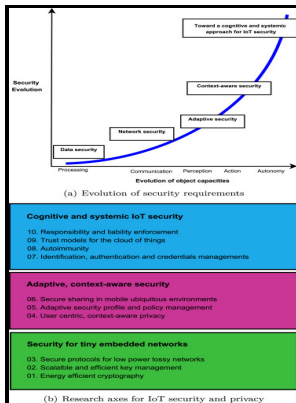 Toward a cognitive and systemic
approach for IoT security
Security
Evolution
Context-aware security
Adaptive security
Network security
Data security
Processing
Communication
Perception
Action
Autonomy
Evolution of object capacities
(a) Evolution of security requirements
Cognitive and systemic IoT security
10. Responsibility and liability enforcement
09. Trust models for the cloud of things
08. Autoimmunity
07. Identification, authentication and credentials managements
Adaptive, context-aware security
06. Secure sharing in mobile ubiquitous environments
05. Adaptive security profile and policy management
04. User centric, context-aware privacy
Security for tiny embedded networks
03. Secure protocols for low power lossy networks
02. Scalable and efficient key management
01. Energy efficient cryptography
(b) Research axes for IoT security and privacy